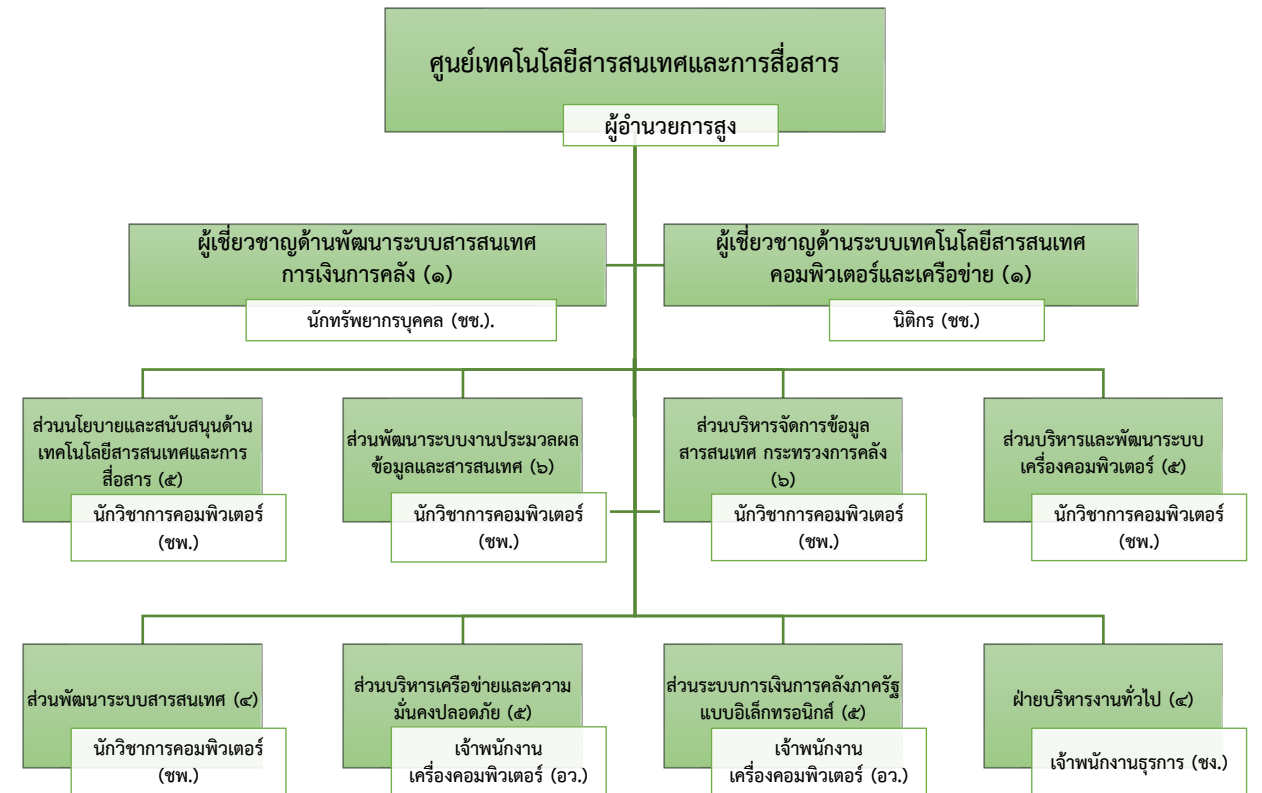 ศูนย์เทคโนโลยีสารสนเทศและการสื่อสาร
ผู้อำนวยการสูง
ผู้เชี่ยวชาญด้านพัฒนาระบบสารสนเทศ
การเงินการคลัง (๑)
นักทรัพยากรบุคคล (ชช.).
ผู้เชี่ยวชาญด้านระบบเทคโนโลยีสารสนเทศ
คอมพิวเตอร์และเครือข่าย (๑)
นิติกร (ชช.)
ส่วนนโยบายและสนับสนุนด้าน
เทคโนโลยีสารสนเทศและการ
สื่อสาร (๕)
นักวิชาการคอมพิวเตอร์
(ชพ.)
ส่วนพัฒนาระบบงานประมวลผล
ข้อมูลและสารสนเทศ (๖)
นักวิชาการคอมพิวเตอร์
(ชพ.)
ส่วนบริหารจัดการข้อมูล
สารสนเทศ กระทรวงการคลัง
(๖)
นักวิชาการคอมพิวเตอร์
(ชพ.)
ส่วนบริหารและพัฒนาระบบ
เครื่องคอมพิวเตอร์ (๕)
นักวิชาการคอมพิวเตอร์
(ชพ.)
ส่วนพัฒนาระบบสารสนเทศ (๔)
นักวิชาการคอมพิวเตอร์
(ชพ.)
ส่วนบริหารเครือข่ายและความ
มั่นคงปลอดภัย (๕)
เจ้าพนักงาน
เครื่องคอมพิวเตอร์ (อว.)
ส่วนระบบการเงินการคลังภาครัฐ
แบบอิเล็กทรอนิกส์ (๕)
เจ้าพนักงาน
เครื่องคอมพิวเตอร์ (อว.)
ฝ่ายบริหารงานทั่วไป (๔)
เจ้าพนักงานธุรการ (ชง.)